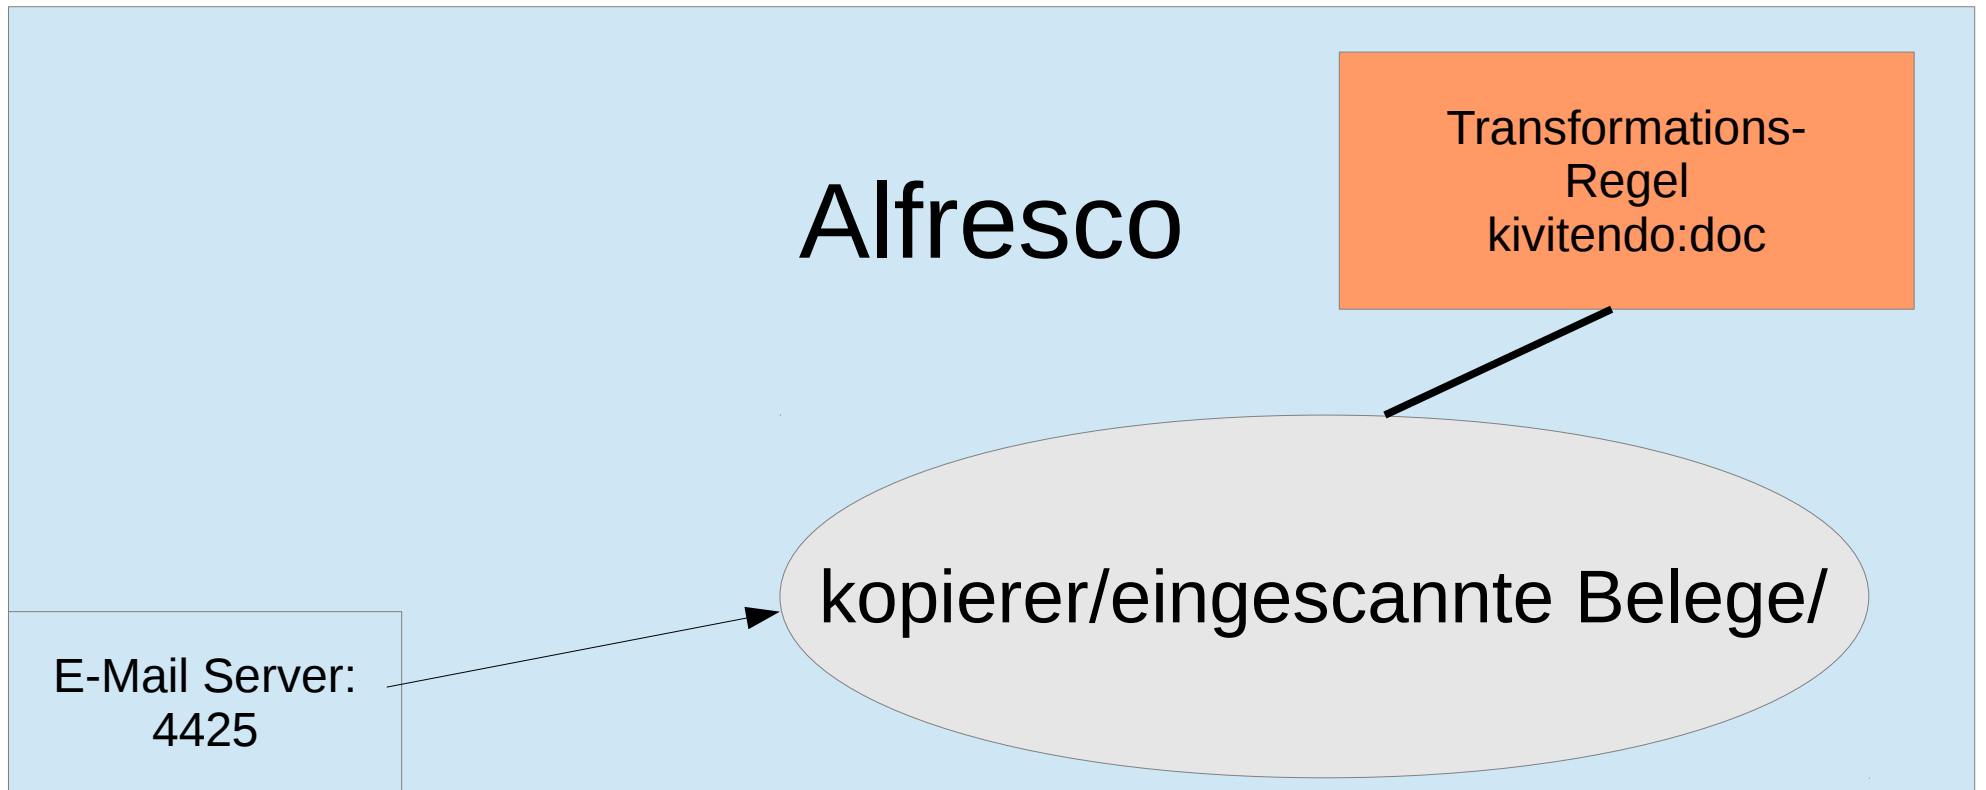 Alfresco
Transformations-
Regel
kivitendo:doc
kopierer/eingescannte Belege/
E-Mail Server:
4425